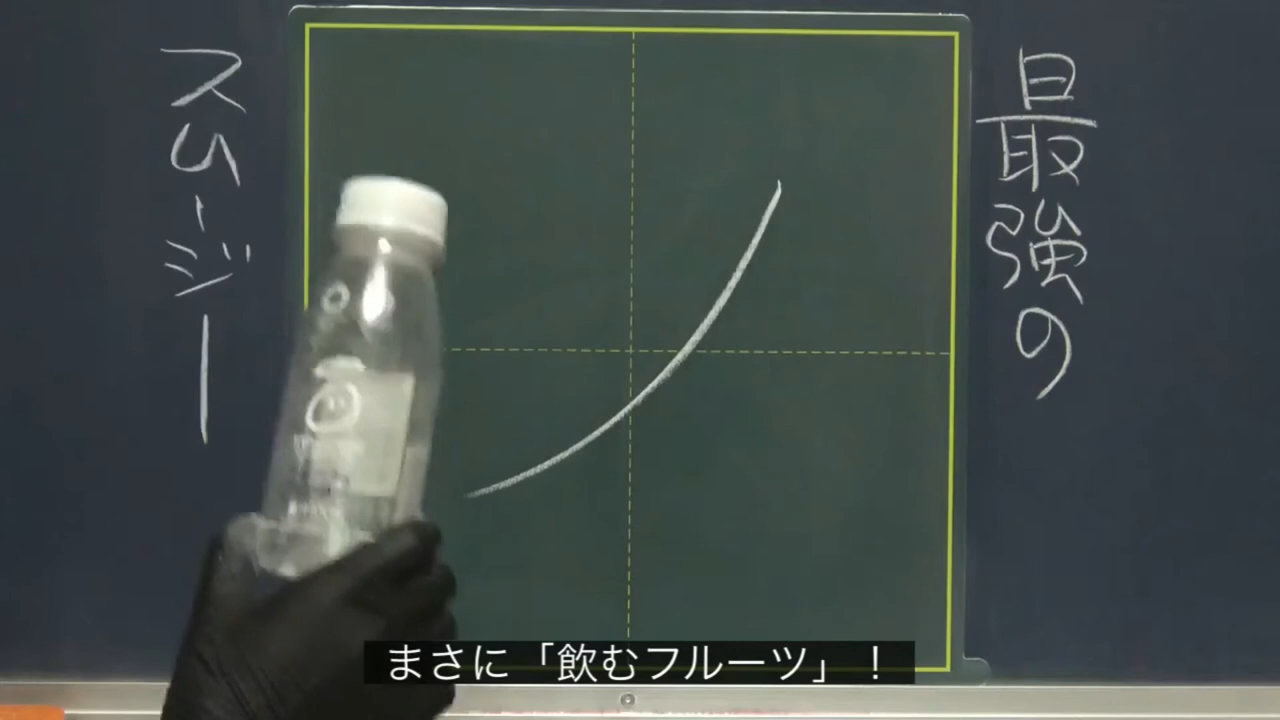 最強の
スムージー
まさに「飲むフルーツ」！